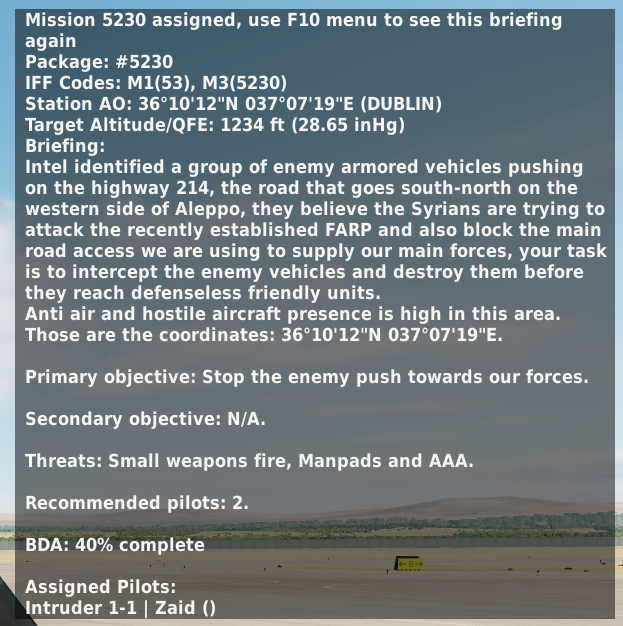 Mission 5230 assigned, use F10 menu to see this briefing
again
Package: #5230
IFF Codes: M1(53), M3(5230)
Station AO: 36°10'12"N 037°07'19"E (DUBLIN)
Target Altitude/QFE: 1234 ft (28.65 inHg)
Briefing:
Intel identified a group of enemy armored vehicles pushing
on the highway 214, the road that goes south-north on the
western side of Aleppo, they believe the Syrians are trying to
attack the recently established FARP and also block the main
road access we are using to supply our main forces, your task
is to intercept the enemy vehicles and destroy them before
they reach defenseless friendly units.
Anti air and hostile aircraft presence is high in this area.
Those are the coordinates: 36°10'12"N 037°07'19"E.
Primary objective: Stop the enemy push towards our forces.
Secondary objective: N/A.
Threats: Small weapons fire, Manpads and AAA.
Recommended pilots: 2.
BDA: 40% complete
Assigned Pilots:
Intruder 1-1 | Zaid ()